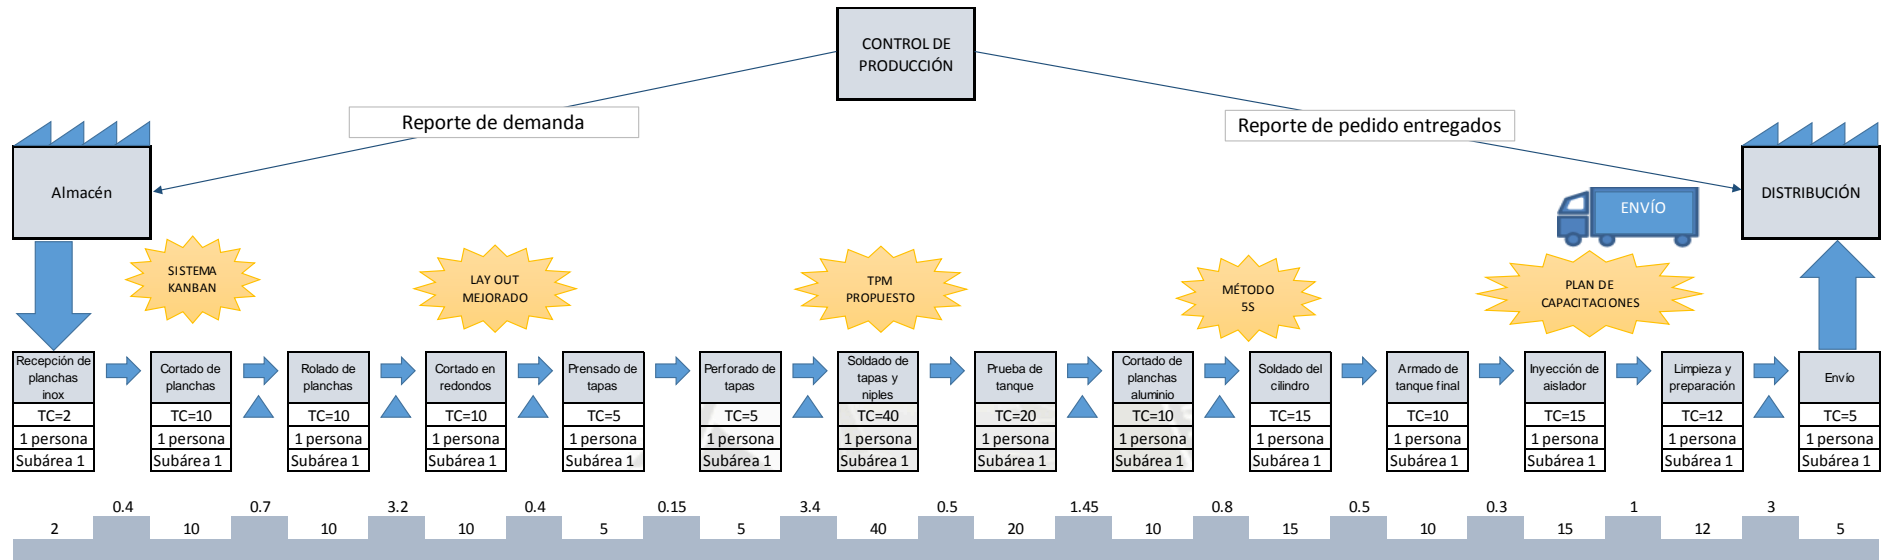 CONTROL DE
PRODUCCIÓN
Reporte de demanda
Reporte de pedido entregados
Almacén
DISTRIBUCIÓN
ENVÍO
SISTEMA
KANBAN
LAY OUT
MEJORADO
TPM
PROPUESTO
MÉTODO
5S
PLAN DE
CAPACITACIONES
Recepción de
planchas
inox
TC=2
1 persona
Subárea 1
Cortado de
planchas
TC=10
1 persona
Subárea 1
Rolado de
planchas
TC=10
1 persona
Subárea 1
Cortado en
redondos
TC=10
1 persona
Subárea 1
Prensado de
tapas
TC=5
1 persona
Subárea 1
Perforado de
tapas
TC=5
1 persona
Subárea 1
Soldado de
tapas y
niples
TC=40
1 persona
Subárea 1
Prueba de
tanque
TC=20
1 persona
Subárea 1
Cortado de
planchas
aluminio
TC=10
1 persona
Subárea 1
Soldado del
cilindro
TC=15
1 persona
Subárea 1
Armado de
tanque final
TC=10
1 persona
Subárea 1
Inyección de
aislador
TC=15
1 persona
Subárea 1
Limpieza y
preparación
TC=12
1 persona
Subárea 1
Envío
TC=5
1 persona
Subárea 1
0.4 0.7 3.2 0.4 0.15 3.4 0.5 1.45 0.8 0.5 0.3 1 3
2 10 10 10 5 5 40 20 10 15 10 15 12 5